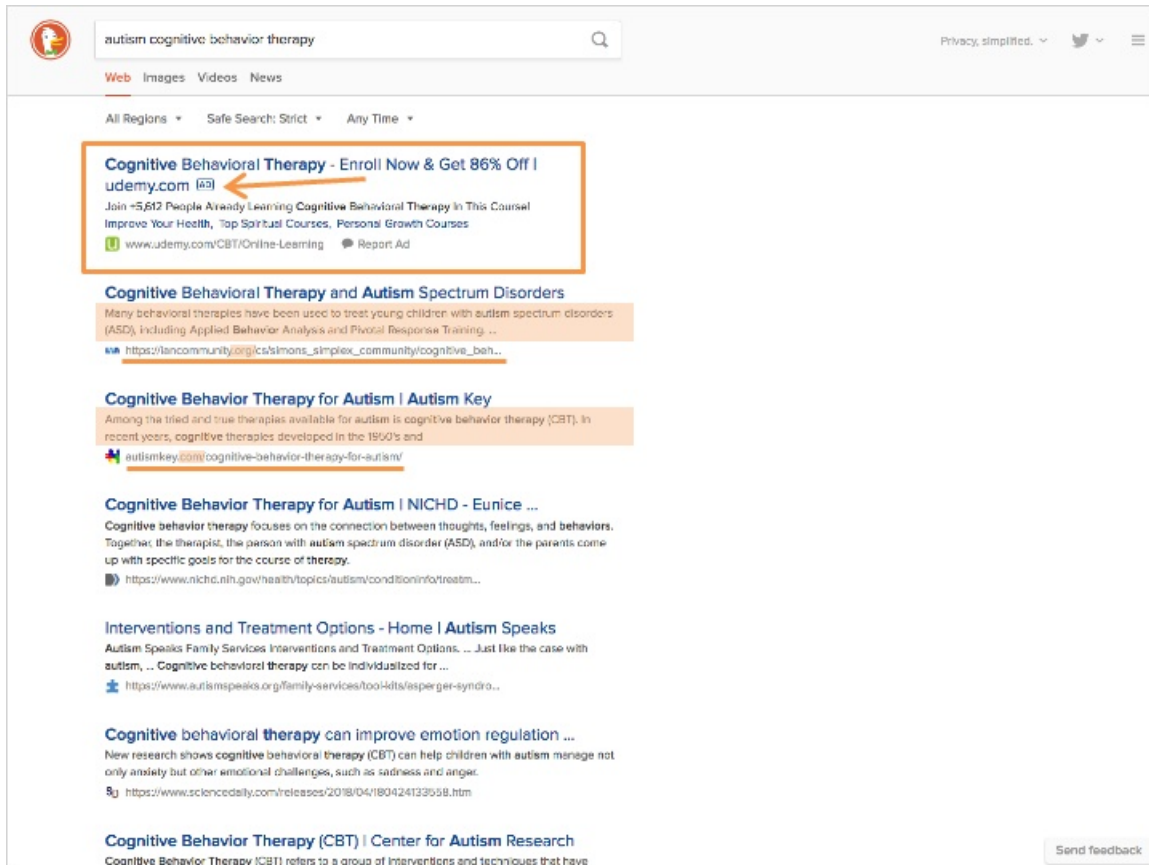 autism cognitive behavior therapy
Privacy, simplified.
Web Images Videos News
All Regions Safe Search: Strict Any Time
Cognitive Behavioral Therapy - Enroll Now & Get 86% Off |
udemy.com AD
Join +5,612 People Already Learning Cognitive Behavioral Therapy In This Course!
Improve Your Health, Top Spiritual Courses, Personal Growth Courses
www.udemy.com/CBT/Online-Learning Report Ad
Cognitive Behavioral Therapy and Autism Spectrum Disorders
Many behavioral therapies have been used to treat young children with autism spectrum disorders
(ASD), including Applied Behavior Analysis and Pivotal Response Training. ...
https://iancommunity.org/cs/simons_simplex_community/cognitive_beh...
Cognitive Behavior Therapy for Autism | Autism Key
Among the tried and true therapies available for autism is cognitive behavior therapy (CBT). In
recent years, cognitive therapies developed in the 1950's and
autismkey.com/cognitive-behavior-therapy-for-autism/
Cognitive Behavior Therapy for Autism | NICHD - Eunice ...
Cognitive behavior therapy focuses on the connection between thoughts, feelings, and behaviors.
Together, the therapist, the person with autism spectrum disorder (ASD), and/or the parents come
up with specific goals for the course of therapy.
https://www.nichd.nih.gov/health/topics/autism/conditioninfo/treatm...
Interventions and Treatment Options - Home | Autism Speaks
Autism Speaks Family Services Interventions and Treatment Options. ... Just like the case with
autism, ... Cognitive behavioral therapy can be individualized for ...
https://www.autismspeaks.org/family-services/tool-kits/asperger-syndro...
Cognitive behavioral therapy can improve emotion regulation ...
New research shows cognitive behavioral therapy (CBT) can help children with autism manage not
only anxiety but other emotional challenges, such as sadness and anger.
https://www.sciencedaily.com/releases/2018/04/180424133558.htm
Cognitive Behavior Therapy (CBT) | Center for Autism Research
Cognitive Behavior Therapy (CBT) refers to a group of interventions and techniques that have
Send feedback